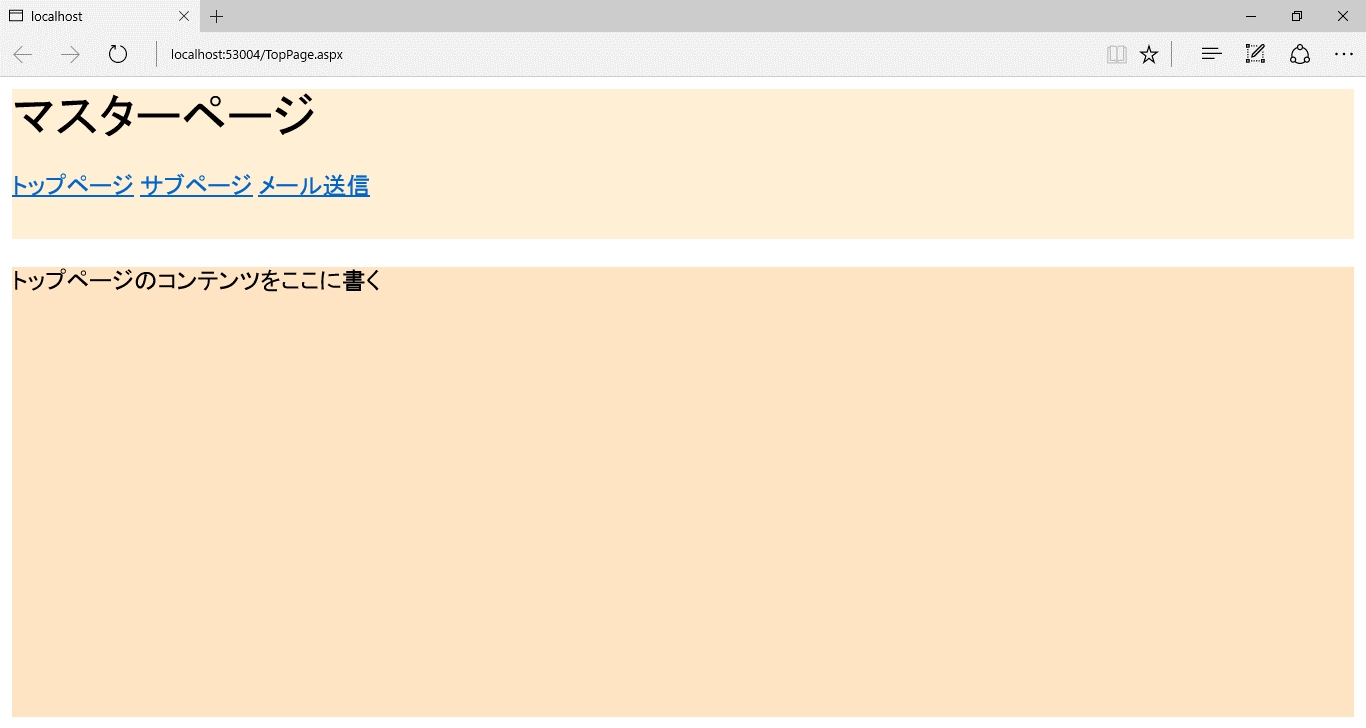 localhost
localhost:53004/TopPage.aspx
マスターページ
トップページ サブページ メール送信
トップページのコンテンツをここに書く